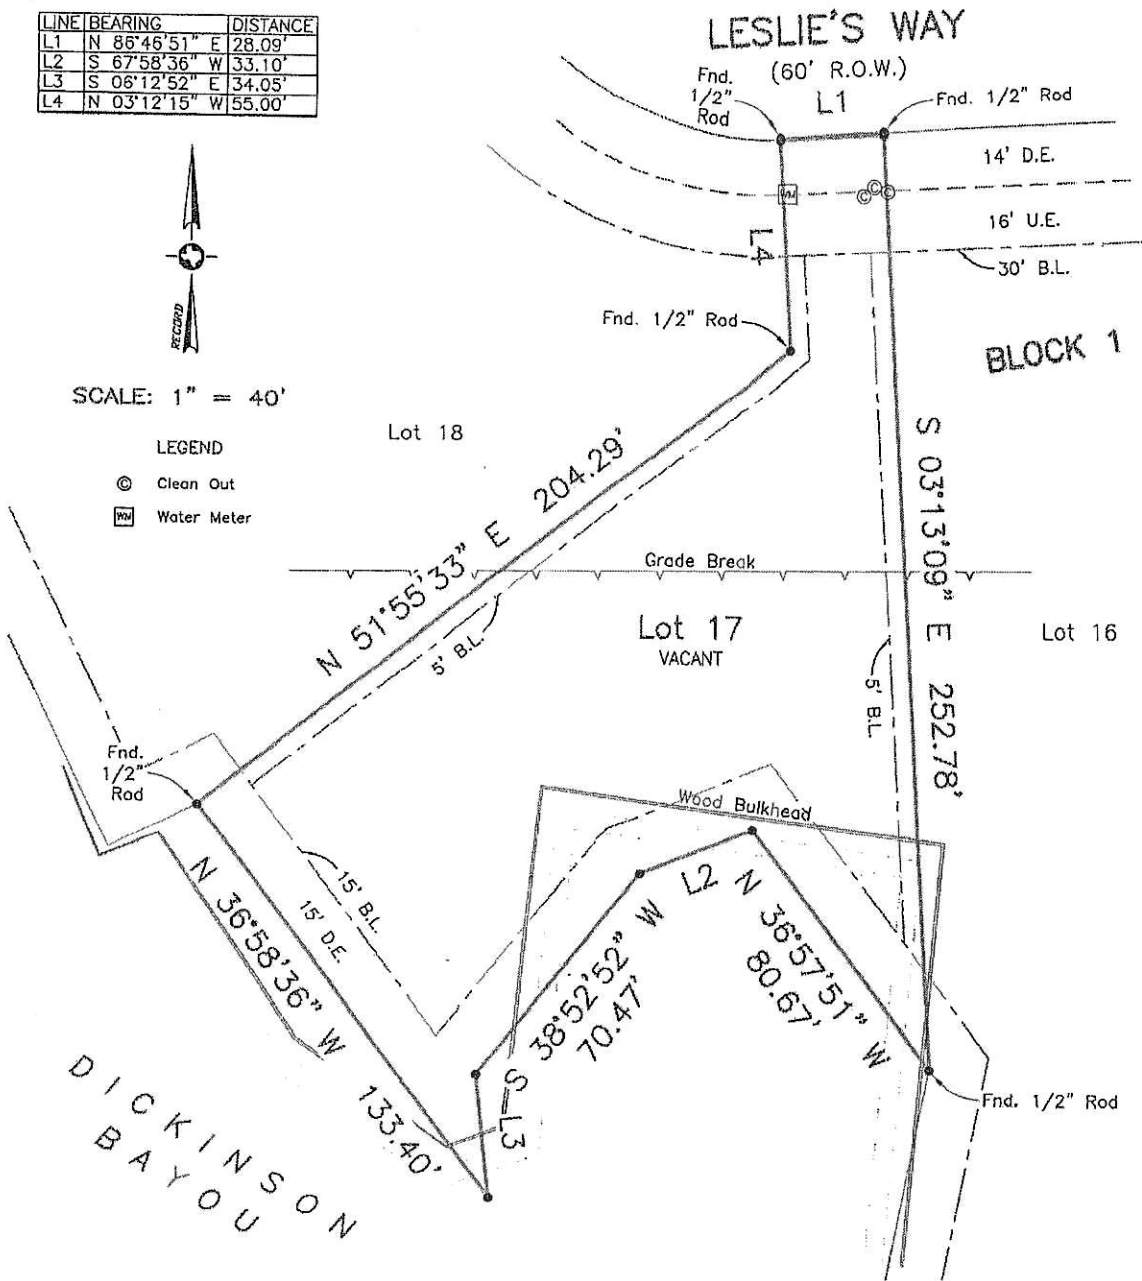 LINE BEARING DISTANCE
L1 N 86°46'51" E 28.09'
L2 S 67°58'36" W 33.10'
L3 S 06°12'52" E 34.05'
L4 N 03°12'15" W 55.00'
LESLIE'S WAY
(60' R.O.W.)
Fnd.
1/2"
Rod
L1
Fnd. 1/2" Rod
14' D.E.
16' U.E.
30' B.L.
WM
C
C
C
L4
Fnd. 1/2" Rod
BLOCK 1
RECORD
SCALE: 1" = 40'
LEGEND
C Clean Out
WM Water Meter
Lot 18
N 51°55'33" E 204.29'
S 03°13'09" E 252.78'
Grade Break
Lot 17
VACANT
Lot 16
5' B.L.
5' B.L.
Fnd.
1/2"
Rod
Wood Bulkhead
15' B.L.
15' D.E.
N 36°58'36" W 133.40'
L2
S 38°52'52" W
70.47'
N 36°57'51" W
80.67'
L3
Fnd. 1/2" Rod
DICKINSON
BAYOU